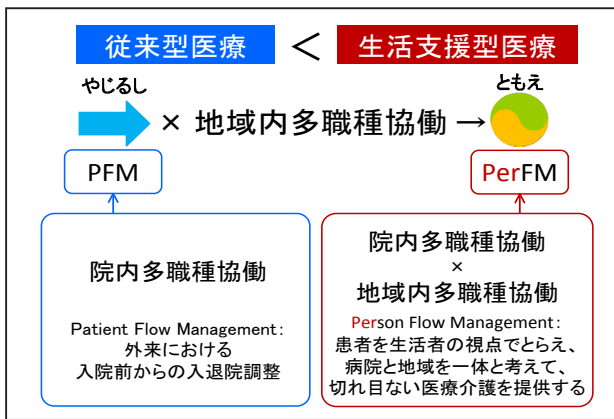 従来型医療 < 生活支援型医療
やじるし ともえ
× 地域内多職種協働 →
PFM PerFM
院内多職種協働
Patient Flow Management：
外来における
入院前からの入退院調整
院内多職種協働
×
地域内多職種協働
Person Flow Management：
患者を生活者の視点でとらえ、
病院と地域を一体と考えて、
切れ目ない医療介護を提供する